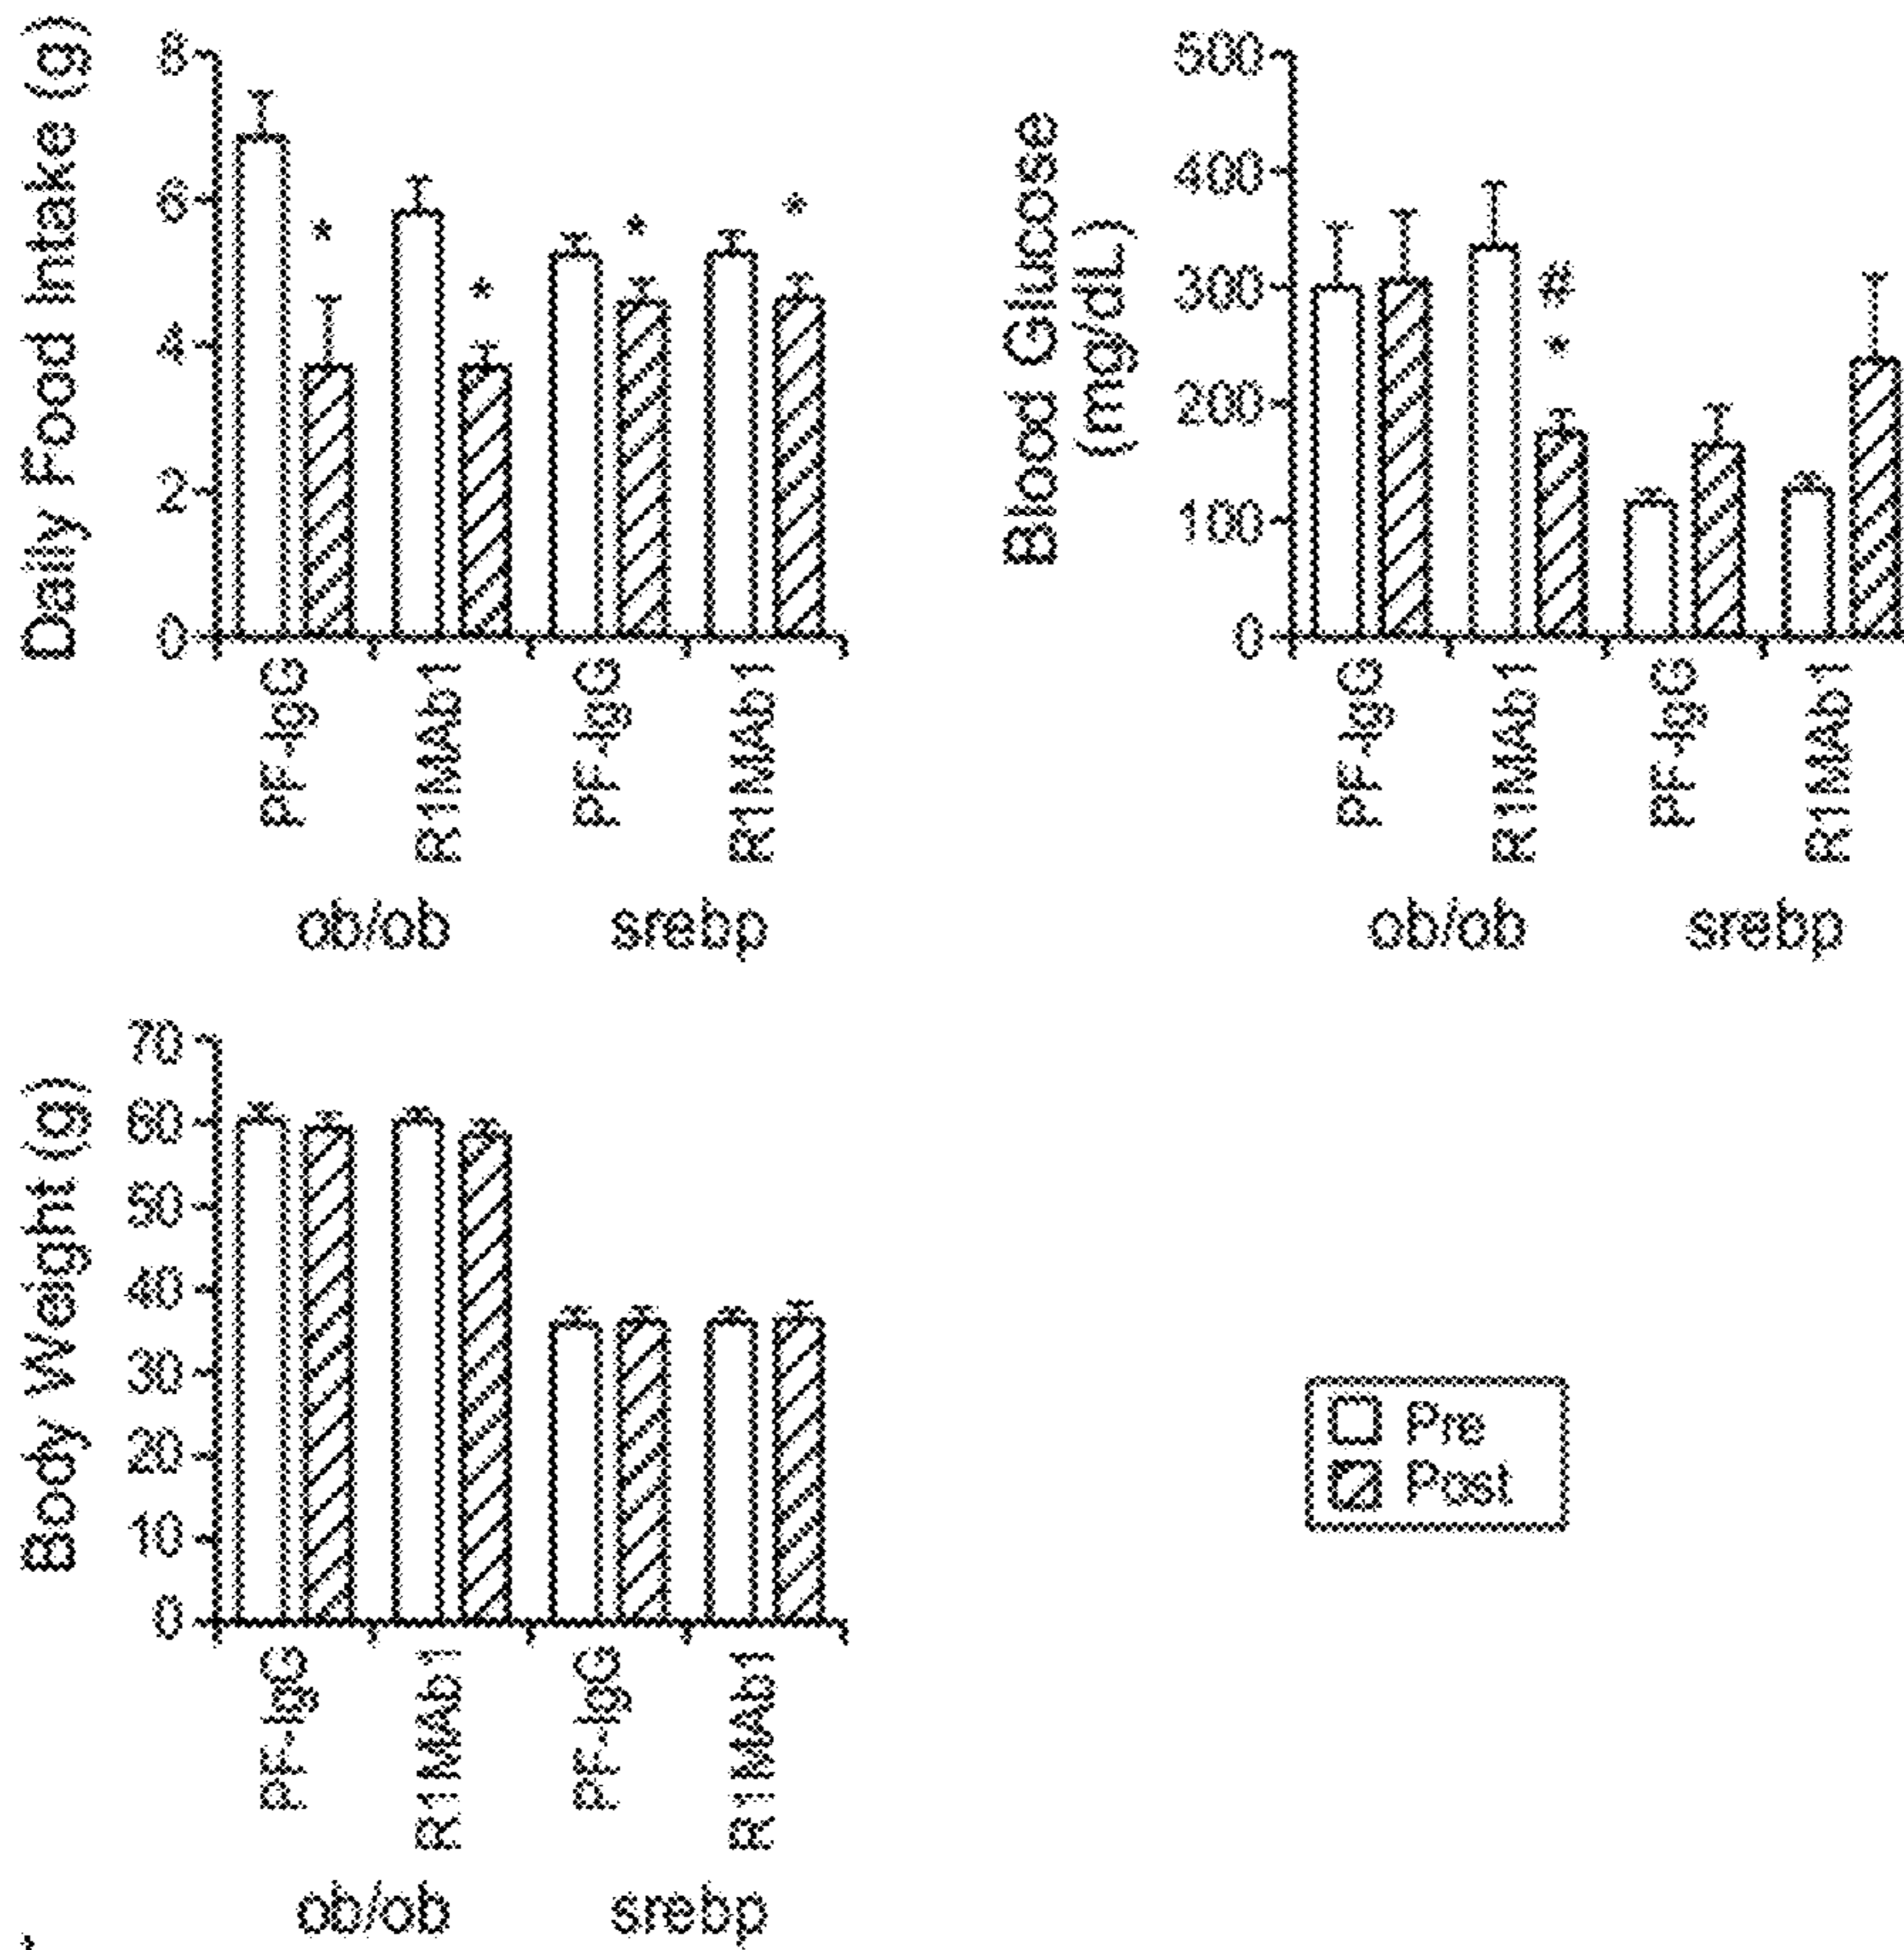 Daily Food Intake (g)
8
6
4
2
0
*
*
*
*
PF-IgG
R1MAb1
PF-IgG
R1MAb1
ob/ob
srebp
Blood Glucose
(mg/dL)
500
400
300
200
100
0
#
*
PF-IgG
R1MAb1
PF-IgG
R1MAb1
ob/ob
srebp
Body Weight (g)
70
60
50
40
30
20
10
0
PF-IgG
R1MAb1
PF-IgG
R1MAb1
ob/ob
srebp
Pre
Post